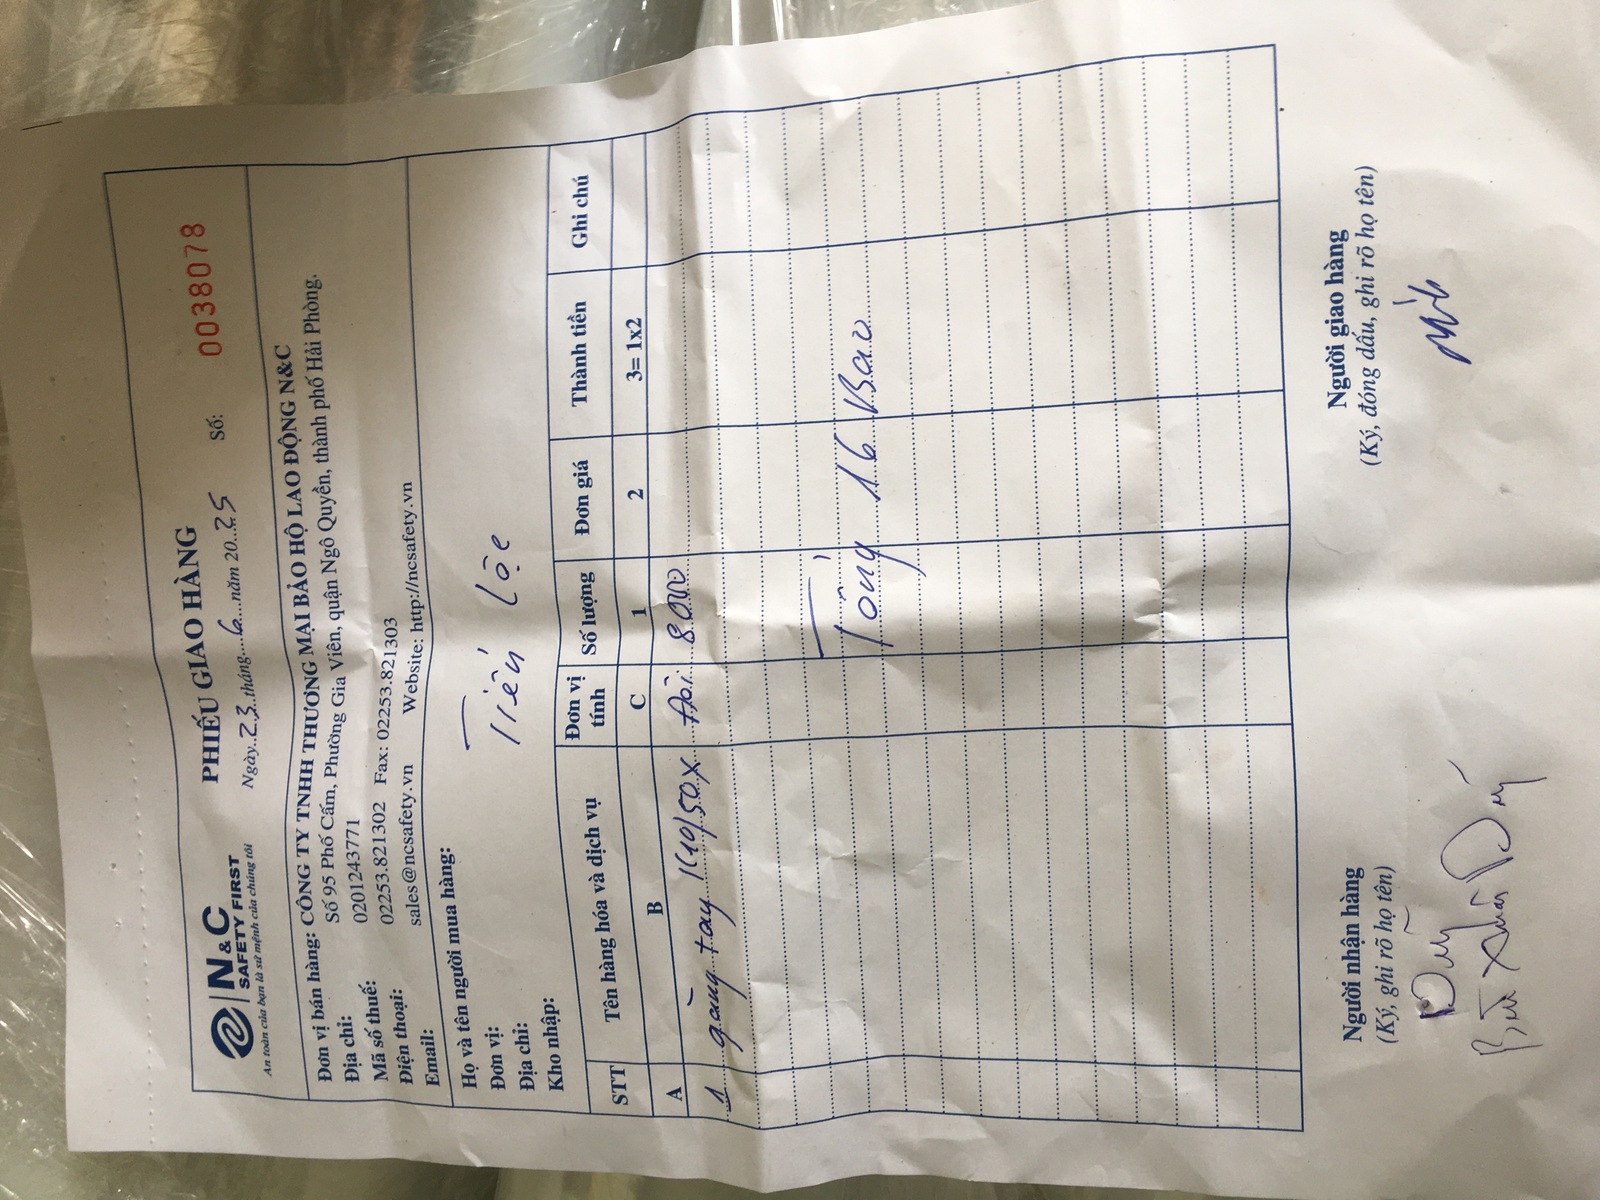 N&C
SAFETY FIRST
An toàn của bạn là sứ mệnh của chúng tôi
PHIẾU GIAO HÀNG
Ngày 23 tháng 6 năm 2025 Số: 0038078
Đơn vị bán hàng: CÔNG TY TNHH THƯƠNG MẠI BẢO HỘ LAO ĐỘNG N&C
Địa chỉ: Số 95 Phố Cấm, Phường Gia Viên, quận Ngô Quyền, thành phố Hải Phòng.
Mã số thuế: 0201243771
Điện thoại: 02253.821302 Fax: 02253.821303
Email: sales@ncsafety.vn Website: http://ncsafety.vn
Họ và tên người mua hàng:
Đơn vị: Tiến Lộc
Địa chỉ:
Kho nhập:
STT Tên hàng hóa và dịch vụ Đơn vị tính Số lượng Đơn giá Thành tiền Ghi chú
A B C 1 2 3= 1x2
1 găng tay K10/50X Đôi 8000
Tổng 16 Bao
Người nhận hàng Người giao hàng
(Ký, ghi rõ họ tên) (Ký, đóng dấu, ghi rõ họ tên)
Bùi Xuân Duy